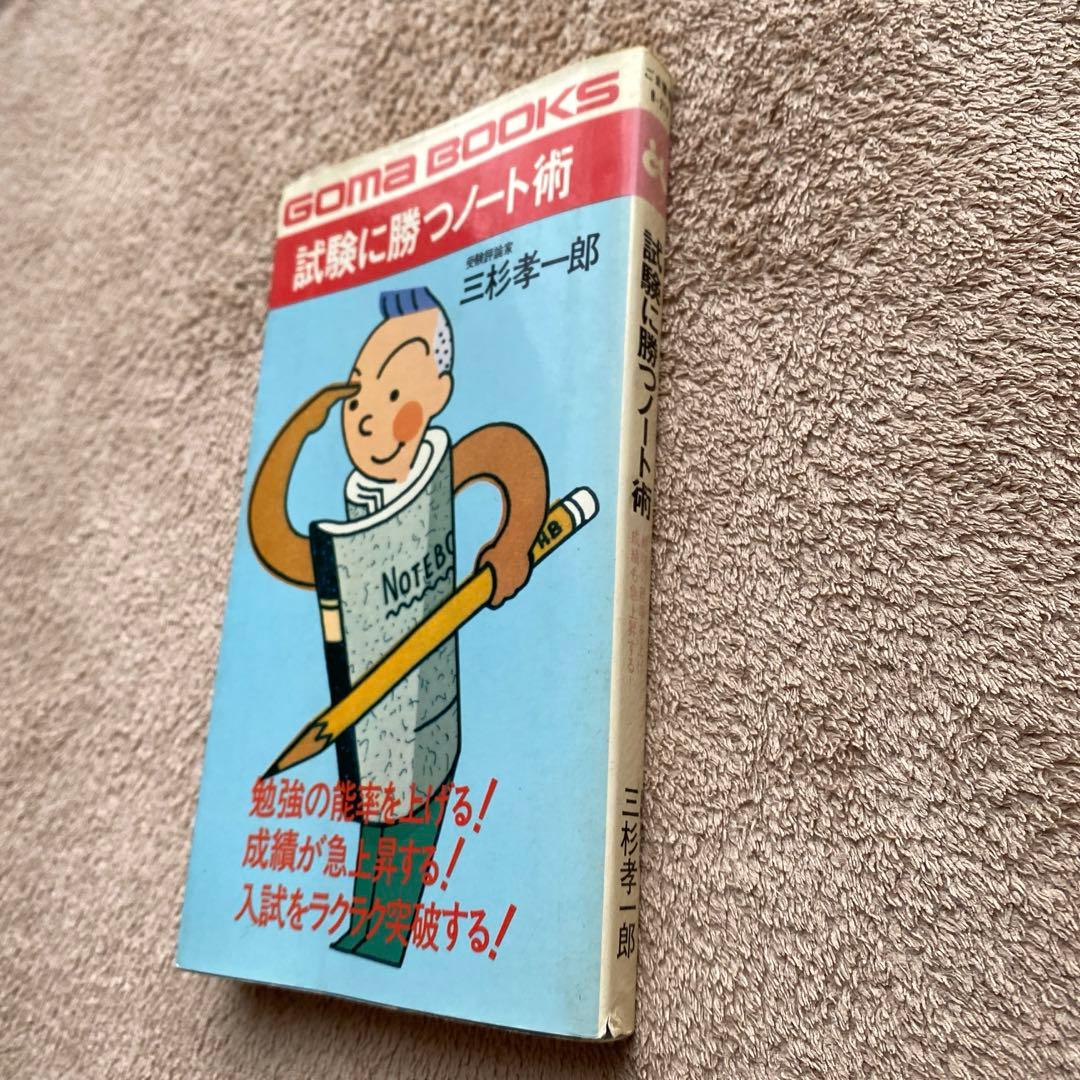 GOMA BOOKS
試験に勝つノート術
受験評論家
三杉孝一郎
NOTEBO
HB
勉強の能率を上げる!
成績が急上昇する!
入試をラクラク突破する!
試験に勝つノート術
三杉孝一郎